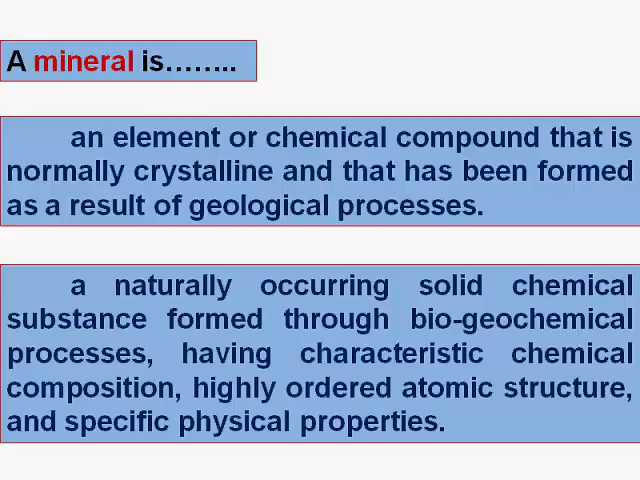 A mineral is……..
an element or chemical compound that is
normally crystalline and that has been formed
as a result of geological processes.
a naturally occurring solid chemical
substance formed through bio-geochemical
processes, having characteristic chemical
composition, highly ordered atomic structure,
and specific physical properties.